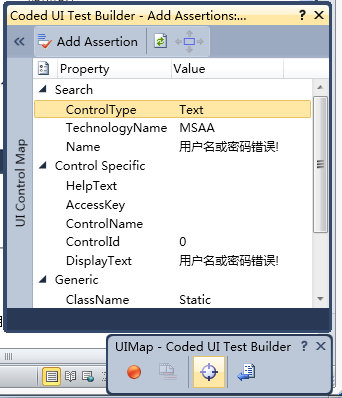 Coded UI Test Builder - Add Assertions:...
Add Assertion
UI Control Map
Property Value
Search
ControlType Text
TechnologyName MSAA
Name 用户名或密码错误!
Control Specific
HelpText
AccessKey
ControlName
ControlId 0
DisplayText 用户名或密码错误!
Generic
ClassName Static
UIMap - Coded UI Test Builder